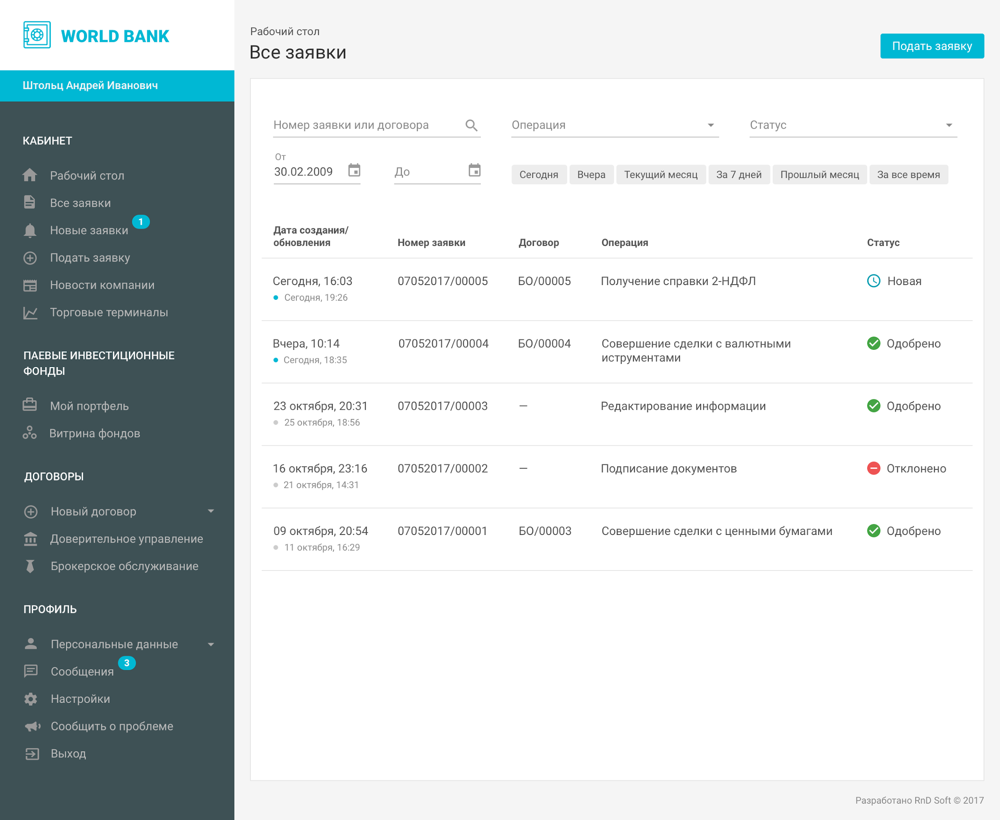 WORLD BANK
Штольц Андрей Иванович
КАБИНЕТ
Рабочий стол
Все заявки
Новые заявки 1
Подать заявку
Новости компании
Торговые терминалы
ПАЕВЫЕ ИНВЕСТИЦИОННЫЕ
ФОНДЫ
Мой портфель
Витрина фондов
ДОГОВОРЫ
Новый договор
Доверительное управление
Брокерское обслуживание
ПРОФИЛЬ
Персональные данные
Сообщения 3
Настройки
Сообщить о проблеме
Выход
Рабочий стол
Все заявки
Подать заявку
Номер заявки или договора Операция Статус
От
30.02.2009 До Сегодня Вчера Текущий месяц За 7 дней Прошлый месяц За все время
Дата создания/
обновления Номер заявки Договор Операция Статус
Сегодня, 16:03 07052017/00005 БО/00005 Получение справки 2-НДФЛ Новая
Сегодня, 19:26
Вчера, 10:14 07052017/00004 БО/00004 Совершение сделки с валютными Одобрено
иструментами
Сегодня, 18:35
23 октября, 20:31 07052017/00003 — Редактирование информации Одобрено
25 октября, 18:56
16 октября, 23:16 07052017/00002 — Подписание документов Отклонено
21 октября, 14:31
09 октября, 20:54 07052017/00001 БО/00003 Совершение сделки с ценными бумагами Одобрено
11 октября, 16:29
Разработано RnD Soft © 2017